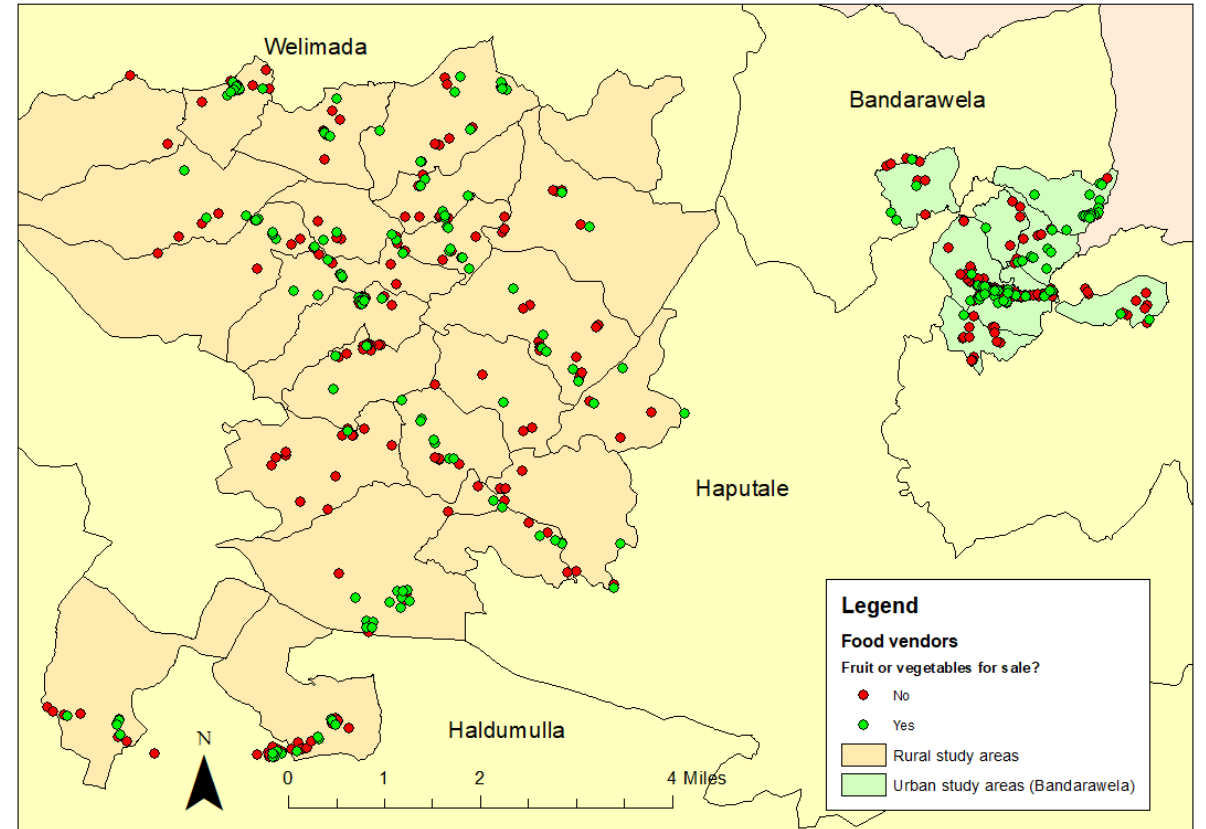 Welimada
Bandarawela
Haputale
Haldumulla
N
0 1 2 4 Miles
Legend
Food vendors
Fruit or vegetables for sale?
No
Yes
Rural study areas
Urban study areas (Bandarawela)